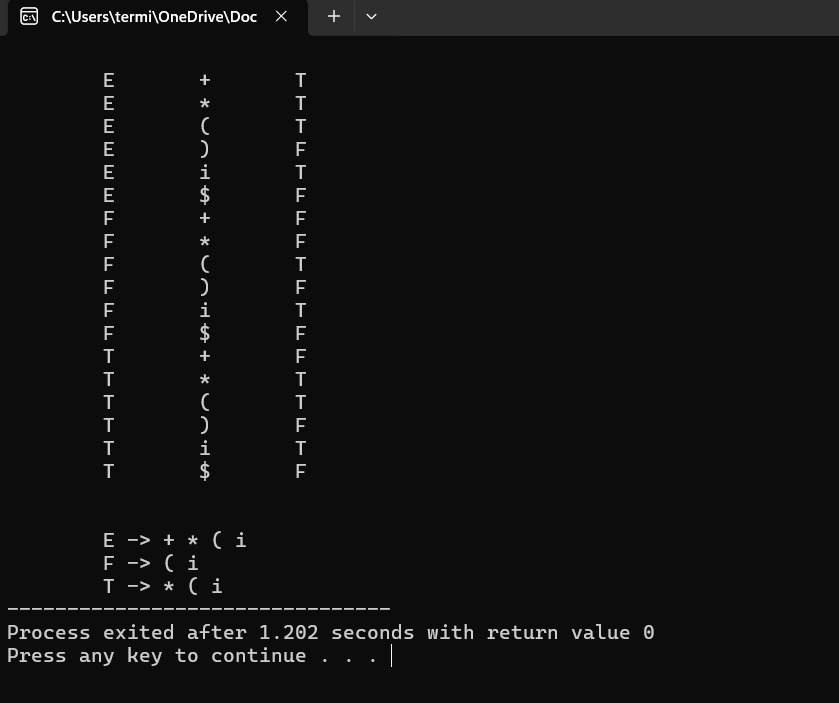 C:\Users\termi\OneDrive\Doc
E + T
E * T
E ( T
E ) F
E i T
E $ F
F + F
F * F
F ( T
F ) F
F i T
F $ F
T + F
T * T
T ( T
T ) F
T i T
T $ F
E -> + * ( i
F -> ( i
T -> * ( i
--------------------------------
Process exited after 1.202 seconds with return value 0
Press any key to continue . . .